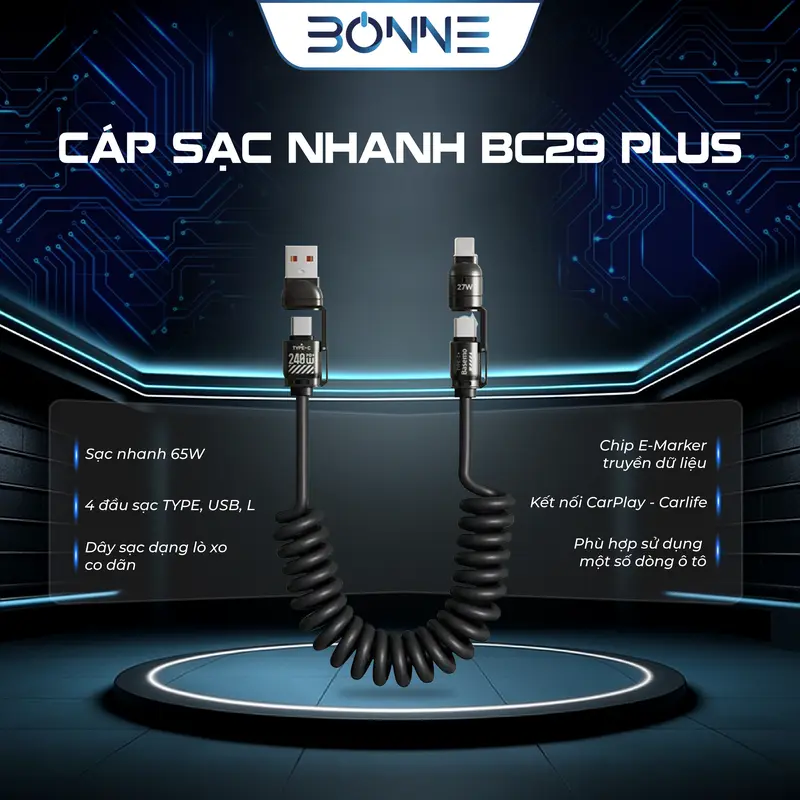 BONNE
CÁP SẠC NHANH BC29 PLUS
27W
TYPE-C
240W
TYPE-C
Basemo
Sạc nhanh 65W
4 đầu sạc TYPE, USB, L
Dây sạc dạng lò xo
co dãn
Chip E-Marker
truyền dữ liệu
Kết nối CarPlay - Carlife
Phù hợp sử dụng
một số dòng ô tô